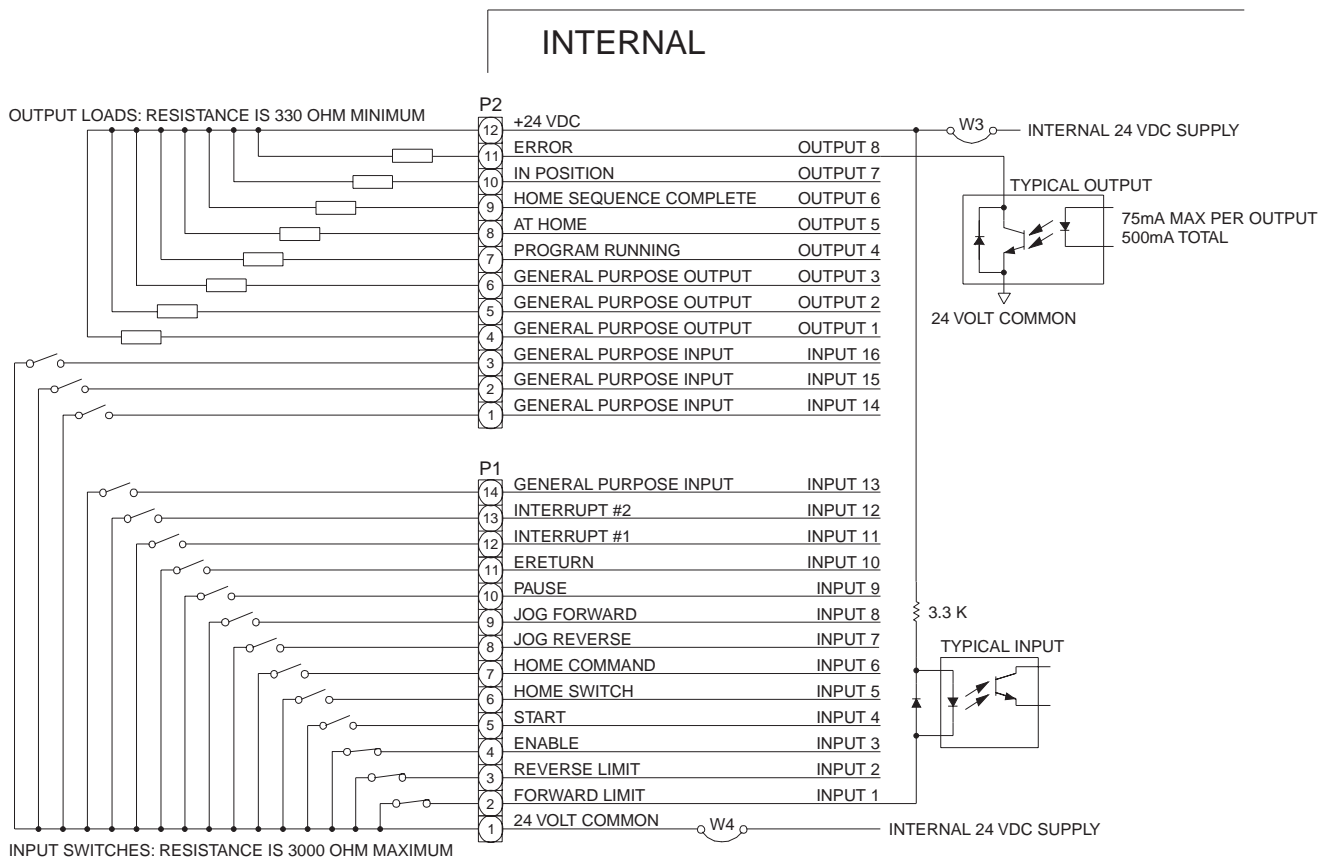 INTERNAL
OUTPUT LOADS: RESISTANCE IS 330 OHM MINIMUM
P2
12 +24 VDC W3 INTERNAL 24 VDC SUPPLY
11 ERROR OUTPUT 8
10 IN POSITION OUTPUT 7
9 HOME SEQUENCE COMPLETE OUTPUT 6
8 AT HOME OUTPUT 5
7 PROGRAM RUNNING OUTPUT 4
6 GENERAL PURPOSE OUTPUT OUTPUT 3
5 GENERAL PURPOSE OUTPUT OUTPUT 2
4 GENERAL PURPOSE OUTPUT OUTPUT 1
3 GENERAL PURPOSE INPUT INPUT 16
2 GENERAL PURPOSE INPUT INPUT 15
1 GENERAL PURPOSE INPUT INPUT 14
TYPICAL OUTPUT
75mA MAX PER OUTPUT
500mA TOTAL
24 VOLT COMMON
P1
14 GENERAL PURPOSE INPUT INPUT 13
13 INTERRUPT #2 INPUT 12
12 INTERRUPT #1 INPUT 11
11 ERETURN INPUT 10
10 PAUSE INPUT 9
9 JOG FORWARD INPUT 8
8 JOG REVERSE INPUT 7
7 HOME COMMAND INPUT 6
6 HOME SWITCH INPUT 5
5 START INPUT 4
4 ENABLE INPUT 3
3 REVERSE LIMIT INPUT 2
2 FORWARD LIMIT INPUT 1
1 24 VOLT COMMON W4 INTERNAL 24 VDC SUPPLY
3.3 K
TYPICAL INPUT
INPUT SWITCHES: RESISTANCE IS 3000 OHM MAXIMUM